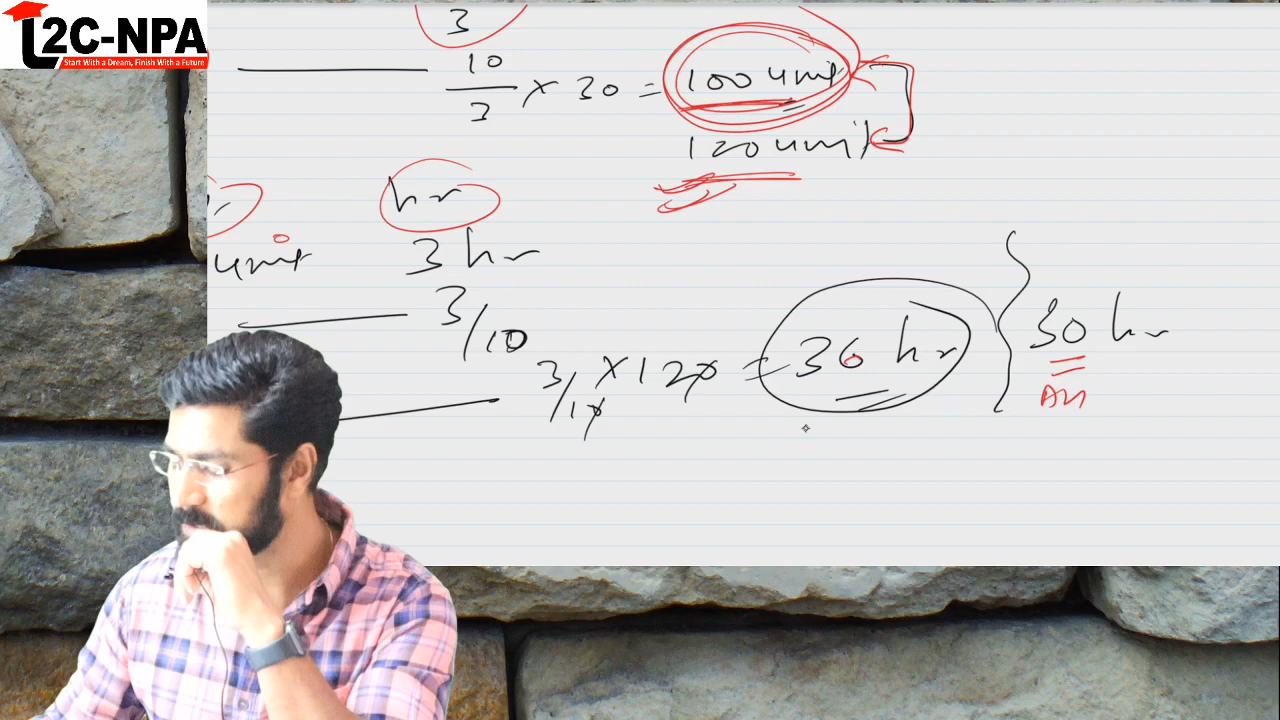 L2C-NPA
Start With a Dream, Finish With a Future
3
10/3 × 30 = 100 unit
120 unit
hr
unit 3 hr
3/10
3/10 × 120 = 36 hr } 30 hr